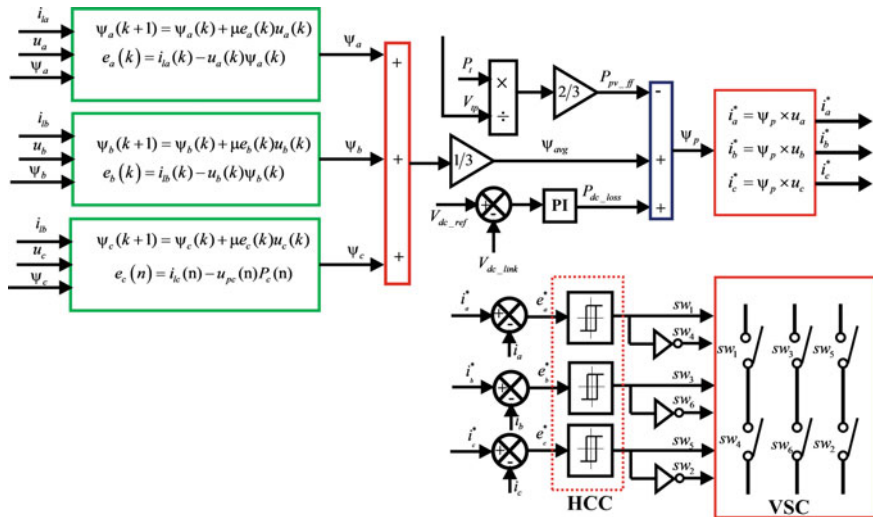 i_la
u_a
ψ_a
ψ_a(k+1) = ψ_a(k) + μe_a(k)u_a(k)
e_a(k) = i_la(k) − u_a(k)ψ_a(k)
ψ_a
i_lb
u_b
ψ_b
ψ_b(k+1) = ψ_b(k) + μe_b(k)u_b(k)
e_b(k) = i_lb(k) − u_b(k)ψ_b(k)
ψ_b
i_lb
u_c
ψ_c
ψ_c(k+1) = ψ_c(k) + μe_c(k)u_c(k)
e_c(n) = i_lc(n) − u_pc(n)P_c(n)
ψ_c
+
+
+
P_t
V_tp
×
÷
2/3
P_pv_ff
1/3
ψ_avg
V_dc_ref
+
-
V_dc_link
PI
P_dc_loss
-
+
+
ψ_p
i*_a = ψ_p × u_a
i*_b = ψ_p × u_b
i*_c = ψ_p × u_c
i*_a
i*_b
i*_c
i*_a
+
-
i_a
e*_a
sw_1
sw_4
i*_b
+
-
i_b
e*_b
sw_3
sw_6
i*_c
+
-
i_c
e*_c
sw_5
sw_2
HCC
sw_1
sw_3
sw_5
sw_4
sw_6
sw_2
VSC